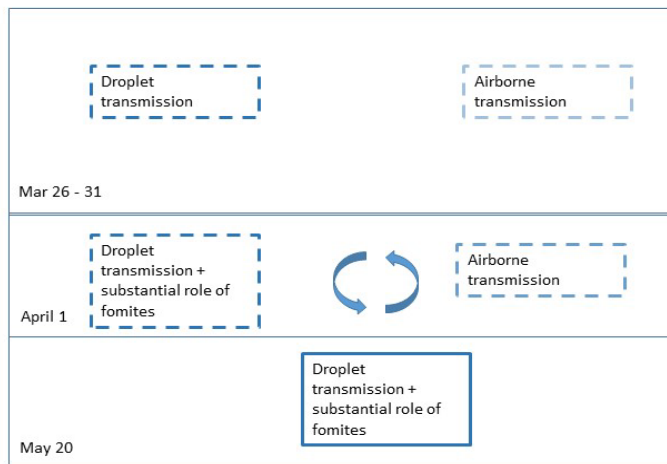 Droplet
transmission
Airborne
transmission
Mar 26 - 31
Droplet
transmission +
substantial role of
fomites
Airborne
transmission
April 1
Droplet
transmission +
substantial role of
fomites
May 20